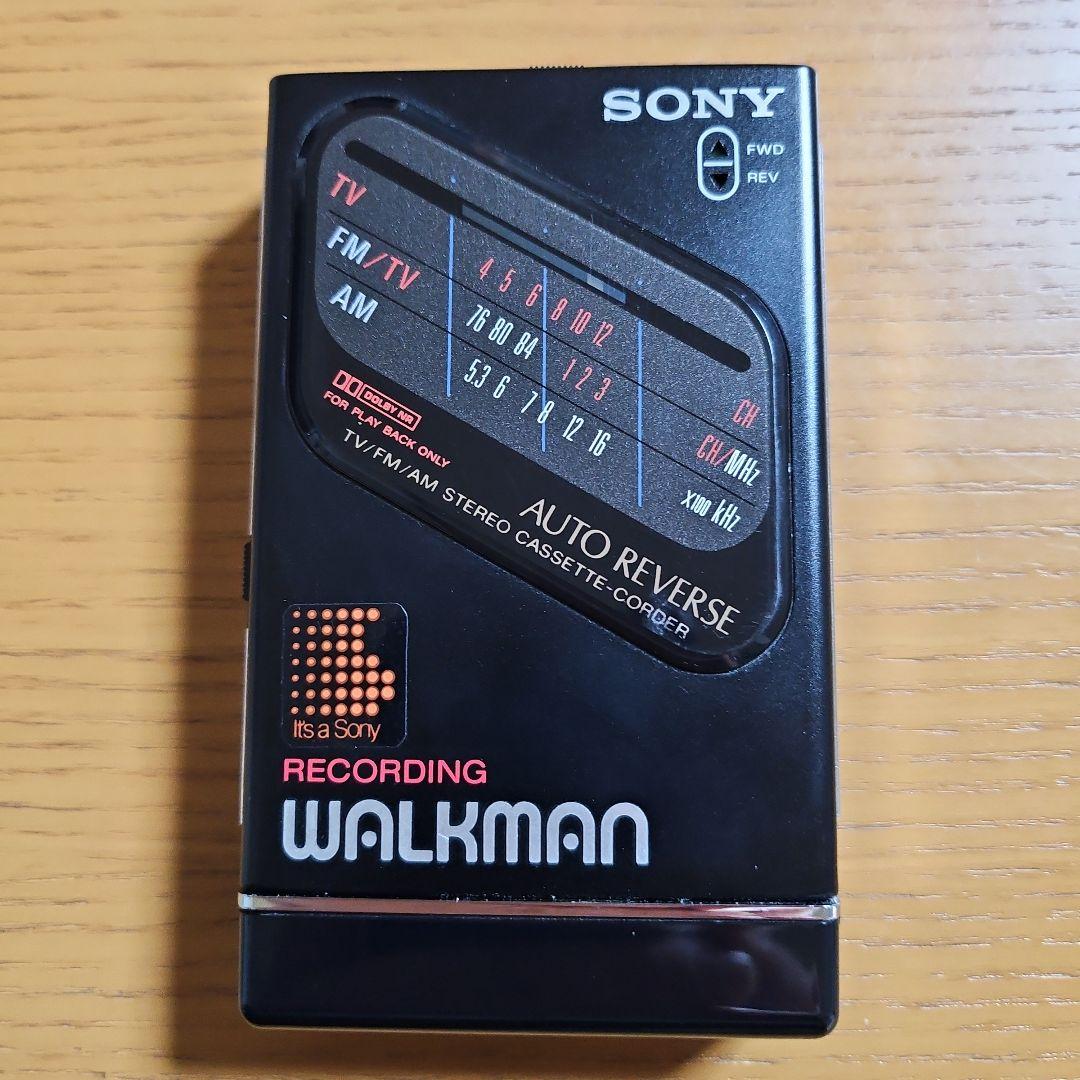 SONY
FWD
REV
TV
4 5 6 8 10 12
CH
FM/TV
76 80 84 1 2 3
CH/MHz
AM
5.3 6 7 8 12 16
X100 kHz
DOLBY NR
FOR PLAY BACK ONLY
AUTO REVERSE
TV/FM/AM STEREO CASSETTE-CORDER
It's a Sony
RECORDING
WALKMAN